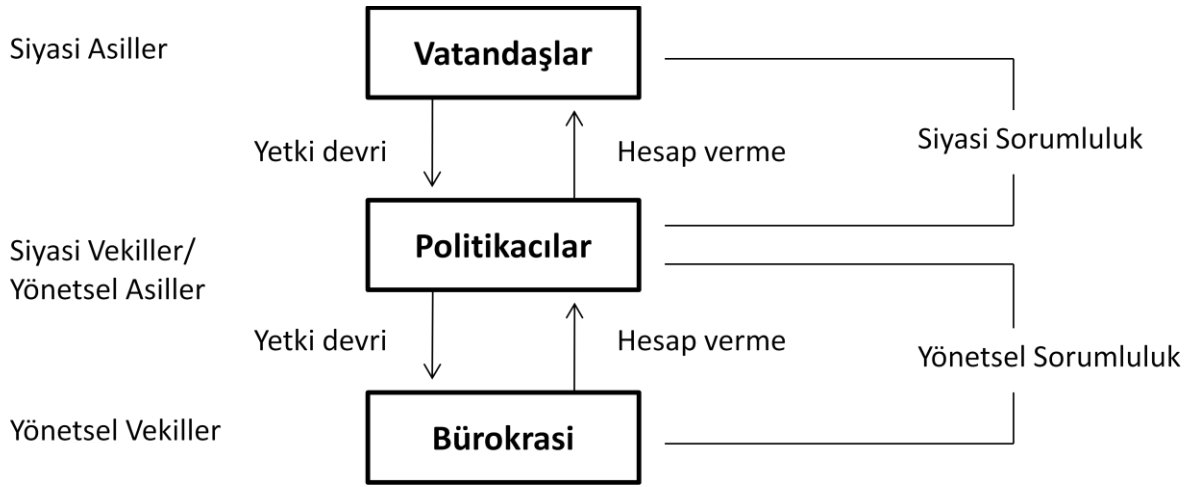 Siyasi Asiller
Vatandaşlar
Yetki devri
Hesap verme
Siyasi Sorumluluk
Siyasi Vekiller/
Yönetsel Asiller
Politikacılar
Yetki devri
Hesap verme
Yönetsel Sorumluluk
Yönetsel Vekiller
Bürokrasi